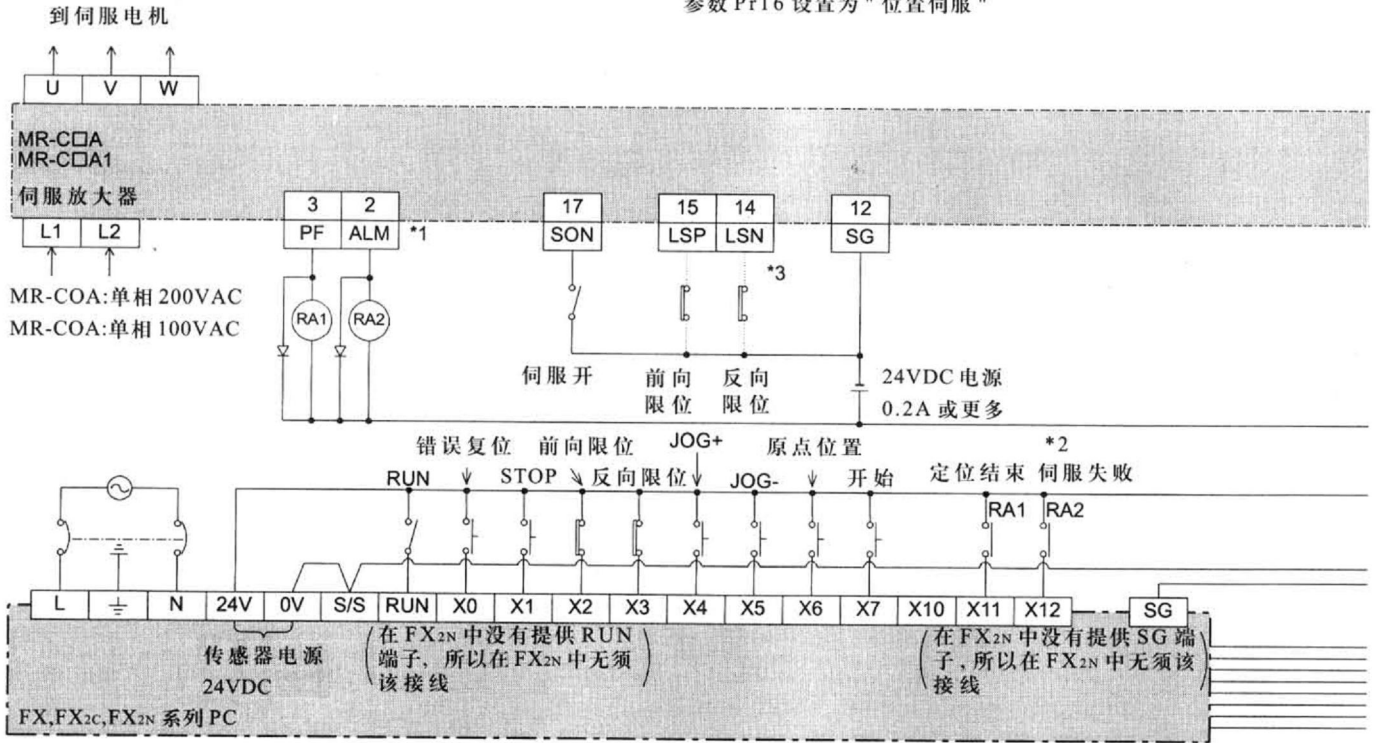 参数 Pr16 设置为 " 位置伺服 "
到伺服电机
U V W
MR-C□A
MR-C□A1
伺服放大器
3 2 17 15 14 12
PF ALM *1 SON LSP LSN SG
L1 L2
*3
MR-COA:单相 200VAC
MR-COA:单相 100VAC
RA1 RA2
伺服开 前向 反向 24VDC 电源
限位 限位 0.2A 或更多
错误复位 前向限位 JOG+ 原点位置 *2
RUN STOP 反向限位 JOG- 开始 定位结束 伺服失败
RA1 RA2
L N 24V 0V S/S RUN X0 X1 X2 X3 X4 X5 X6 X7 X10 X11 X12 SG
传感器电源
24VDC
(在 FX2N 中没有提供 RUN
端子, 所以在 FX2N 中无须
该接线)
(在 FX2N 中没有提供 SG 端
子,所以在 FX2N 中无须该
接线)
FX,FX2C,FX2N 系列 PC